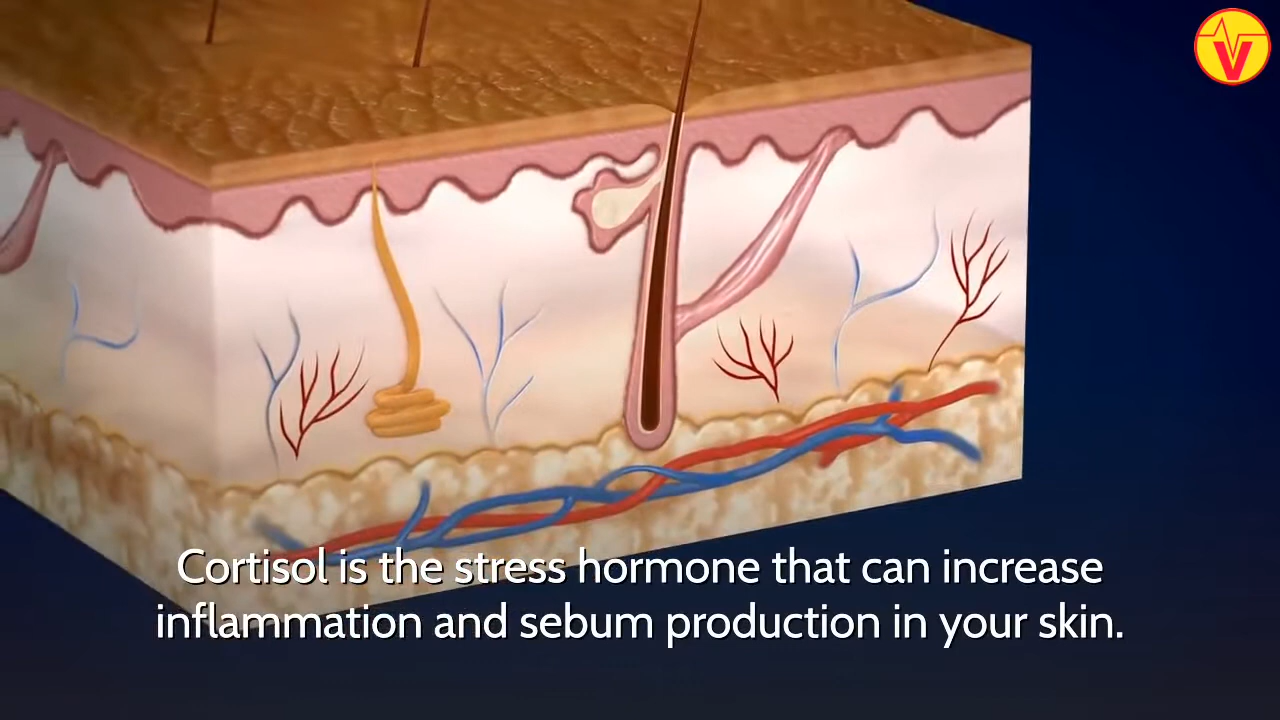 V
Cortisol is the stress hormone that can increase
inflammation and sebum production in your skin.